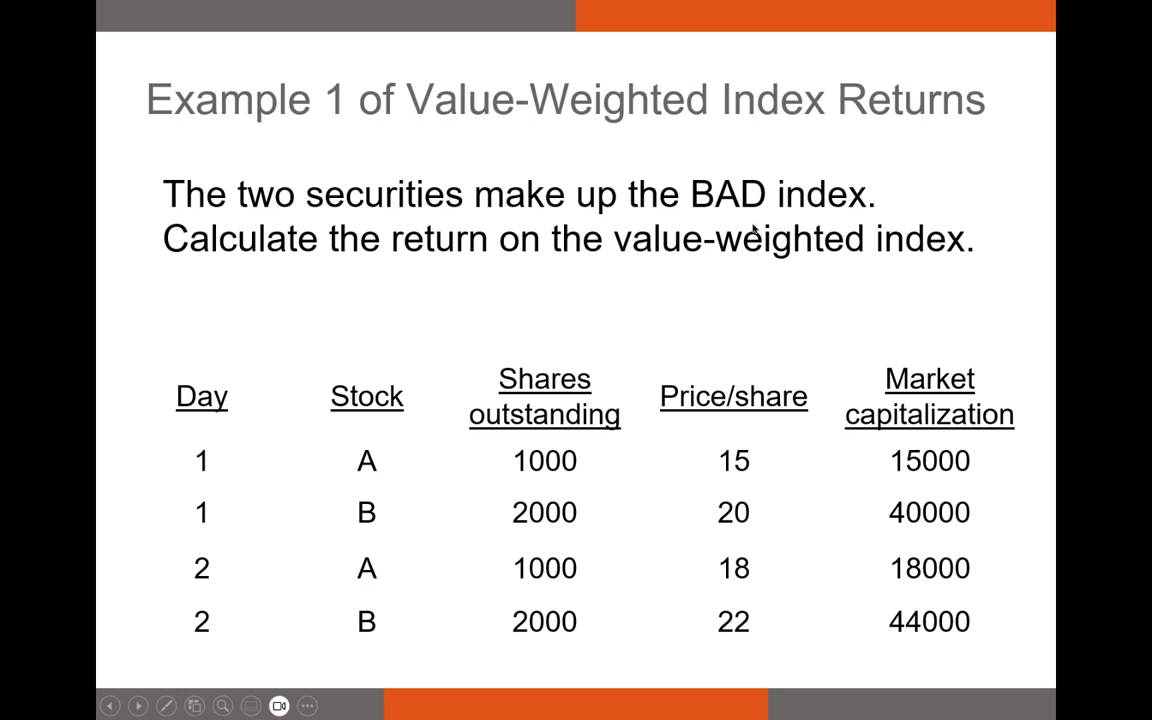 Example 1 of Value-Weighted Index Returns
The two securities make up the BAD index.
Calculate the return on the value-weighted index.
Day Stock Shares outstanding Price/share Market capitalization
1 A 1000 15 15000
1 B 2000 20 40000
2 A 1000 18 18000
2 B 2000 22 44000